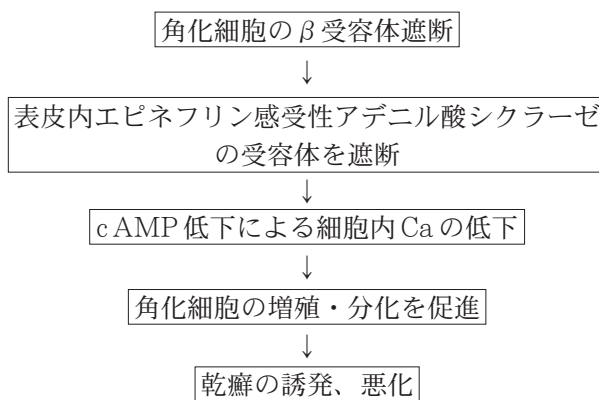 角化細胞のβ受容体遮断
↓
表皮内エピネフリン感受性アデニル酸シクラーゼ
の受容体を遮断
↓
cAMP低下による細胞内Caの低下
↓
角化細胞の増殖・分化を促進
↓
乾癬の誘発、悪化